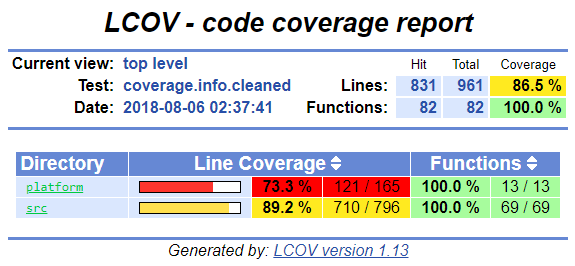 LCOV - code coverage report
Current view: top level Hit Total Coverage
Test: coverage.info.cleaned Lines: 831 961 86.5 %
Date: 2018-08-06 02:37:41 Functions: 82 82 100.0 %
Directory Line Coverage Functions
platform 73.3 % 121 / 165 100.0 % 13 / 13
src 89.2 % 710 / 796 100.0 % 69 / 69
Generated by: LCOV version 1.13